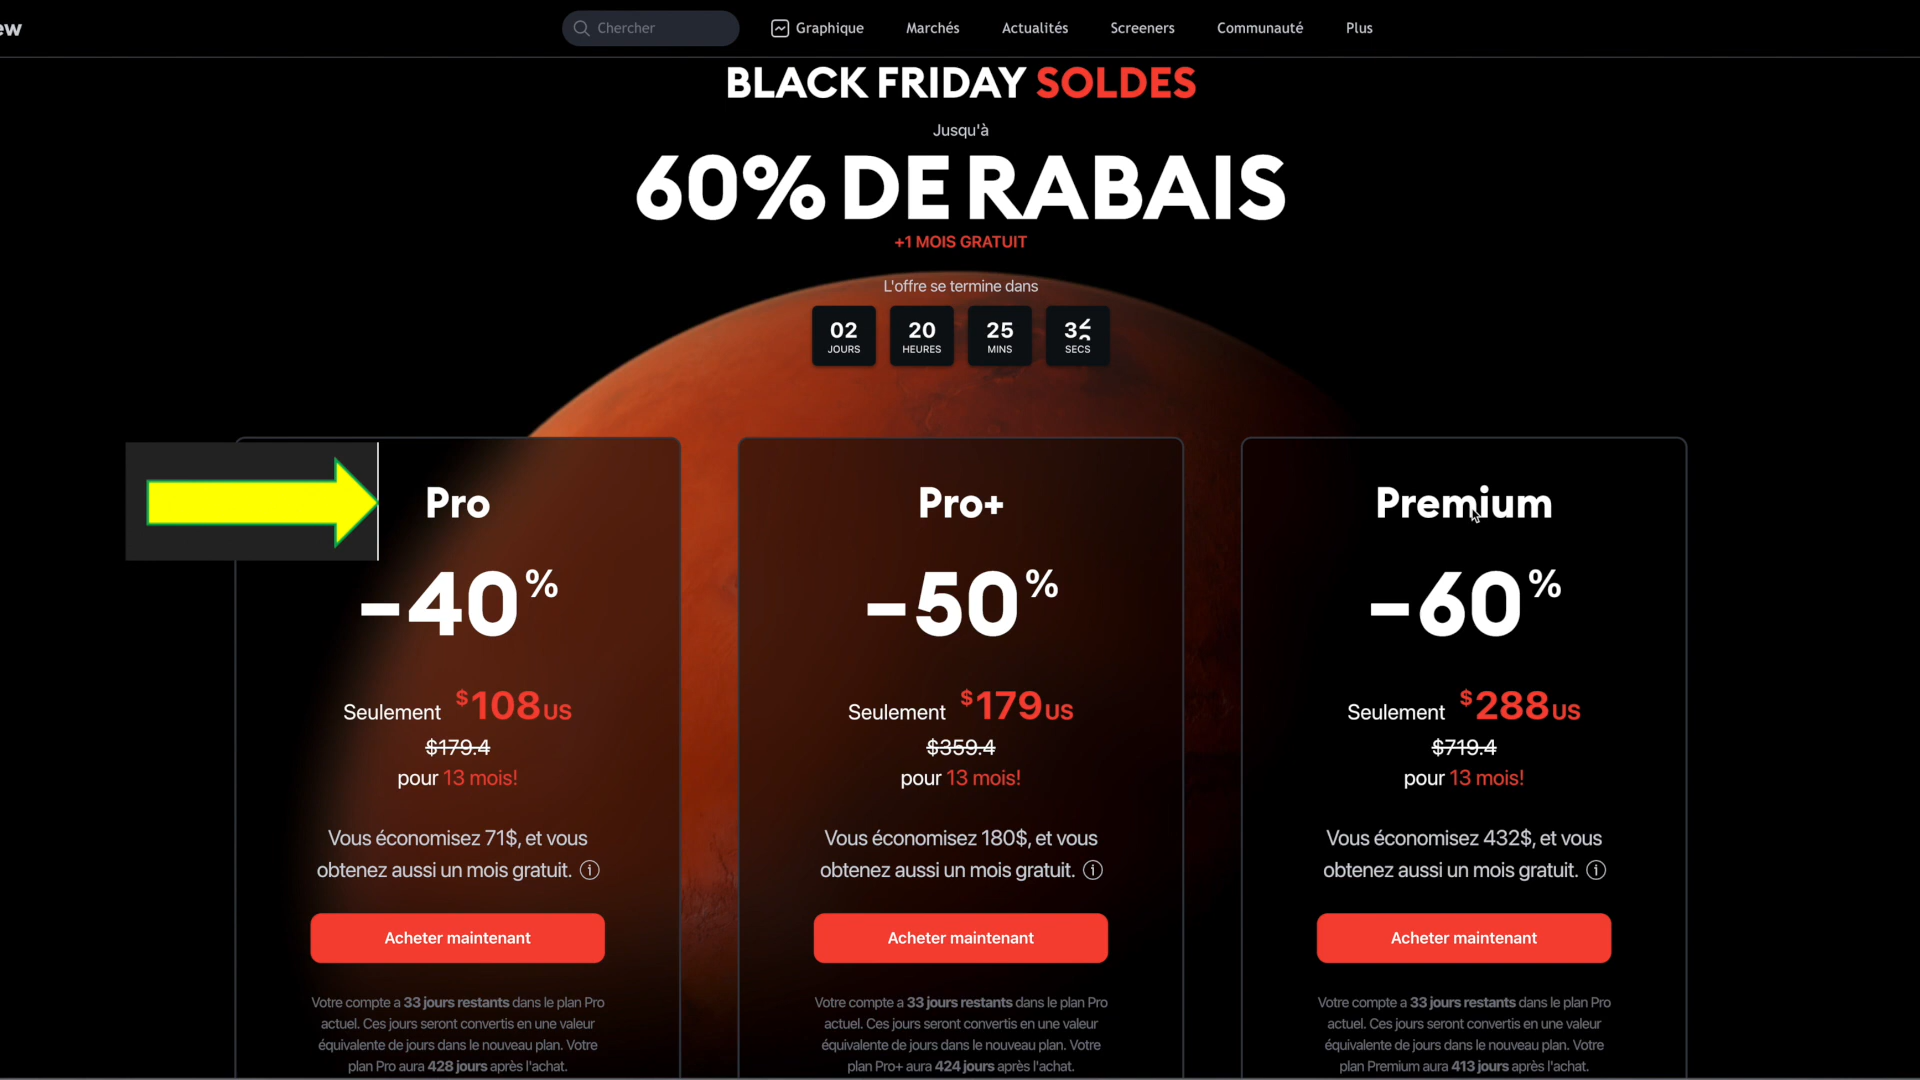 ew
Chercher
Graphique
Marchés
Actualités
Screeners
Communauté
Plus
BLACK FRIDAY SOLDES
Jusqu'à
60% DE RABAIS
+1 MOIS GRATUIT
L'offre se termine dans
02
JOURS
20
HEURES
25
MINS
SECS
Pro
-40%
Seulement $108US
$179.4
pour 13 mois!
Vous économisez 71$, et vous
obtenez aussi un mois gratuit.
Acheter maintenant
Votre compte a 33 jours restants dans le plan Pro
actuel. Ces jours seront convertis en une valeur
équivalente de jours dans le nouveau plan. Votre
plan Pro aura 428 jours après l'achat.
Pro+
-50%
Seulement $179US
$359.4
pour 13 mois!
Vous économisez 180$, et vous
obtenez aussi un mois gratuit.
Acheter maintenant
Votre compte a 33 jours restants dans le plan Pro
actuel. Ces jours seront convertis en une valeur
équivalente de jours dans le nouveau plan. Votre
plan Pro+ aura 424 jours après l'achat.
Premium
-60%
Seulement $288US
$719.4
pour 13 mois!
Vous économisez 432$, et vous
obtenez aussi un mois gratuit.
Acheter maintenant
Votre compte a 33 jours restants dans le plan Pro
actuel. Ces jours seront convertis en une valeur
équivalente de jours dans le nouveau plan. Votre
plan Premium aura 413 jours après l'achat.